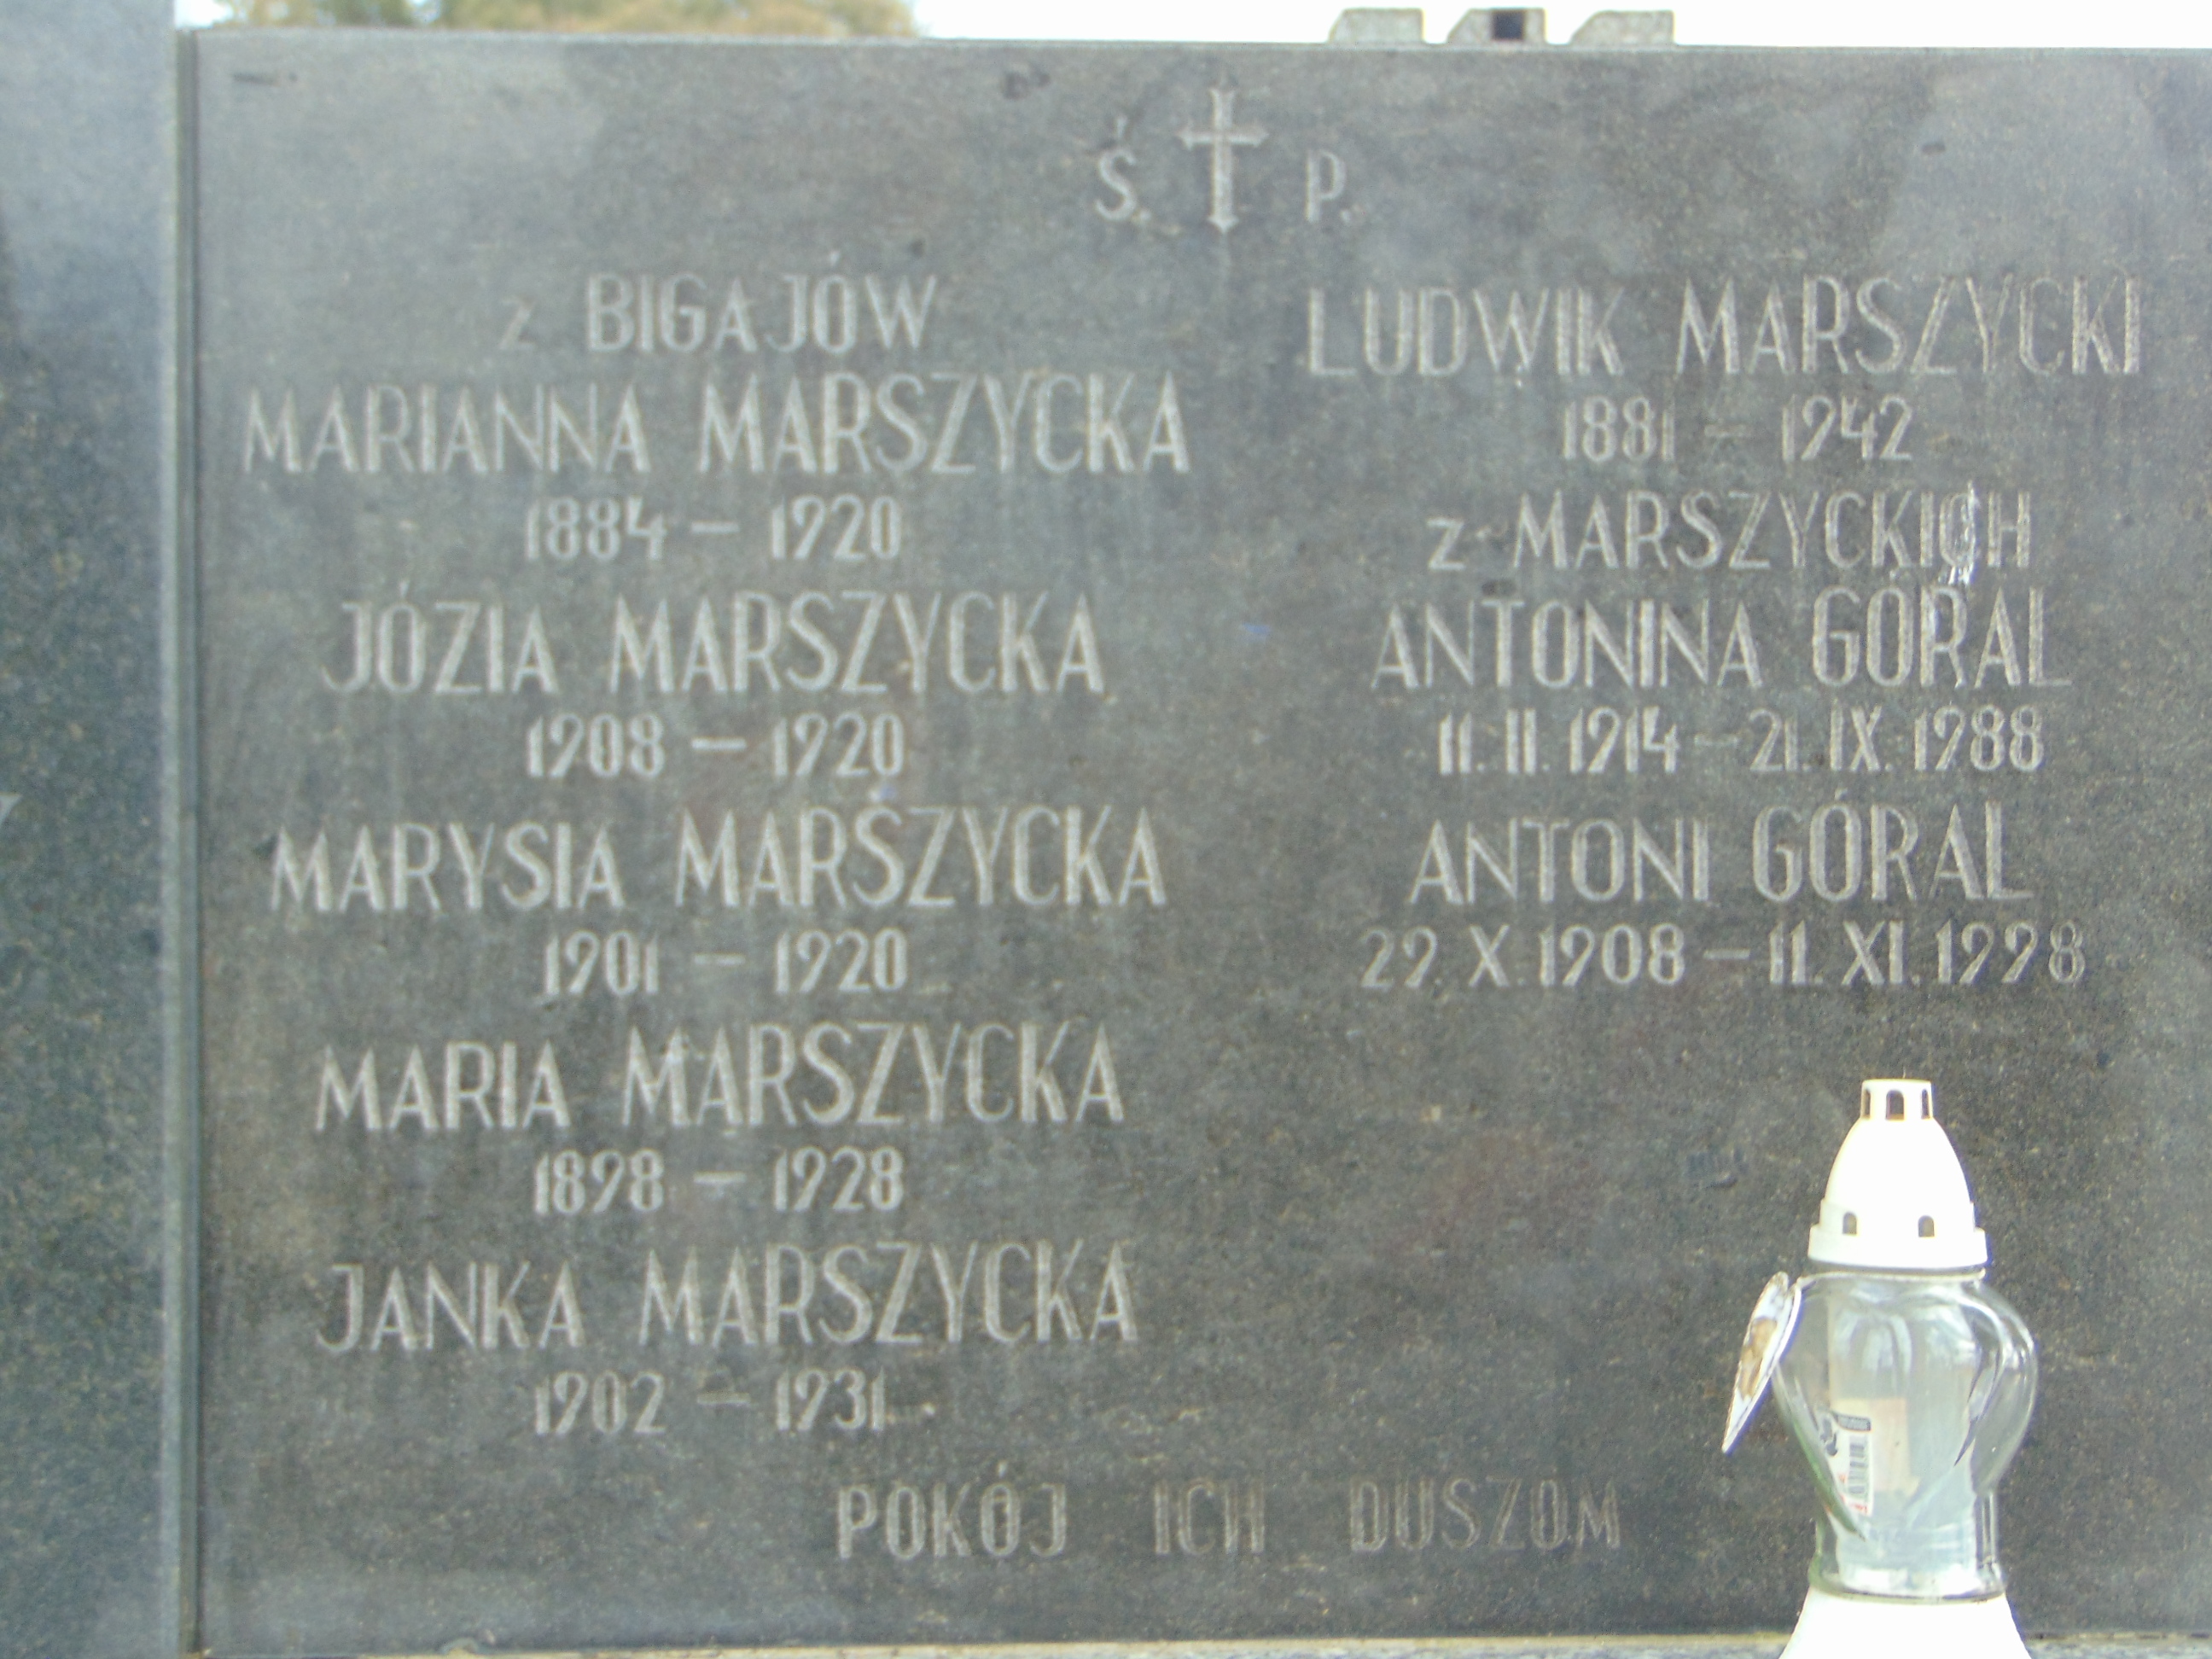 Ś. P.
z BIGAJÓW
MARIANNA MARSZYCKA
1884 – 1920
JÓZIA MARSZYCKA
1908 – 1920
MARYSIA MARSZYCKA
1901 – 1920
MARIA MARSZYCKA
1898 – 1928
JANKA MARSZYCKA
1902 – 1931
LUDWIK MARSZYCKI
1881 – 1942
z MARSZYCKICH
ANTONINA GÓRAL
11. II. 1914 – 21. IX. 1988
ANTONI GÓRAL
29. X. 1908 – 11. XI. 1998
POKÓJ ICH DUSZOM